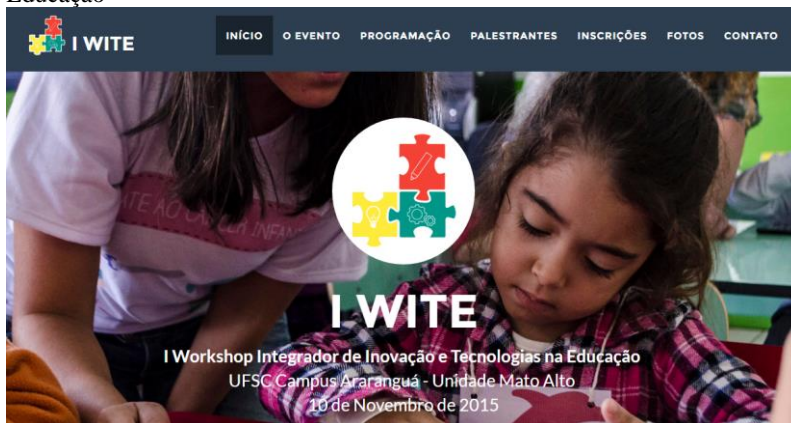 Educação
I WITE
INÍCIO O EVENTO PROGRAMAÇÃO PALESTRANTES INSCRIÇÕES FOTOS CONTATO
I WITE
I Workshop Integrador de Inovação e Tecnologias na Educação
UFSC Campus Araranguá - Unidade Mato Alto
10 de Novembro de 2015